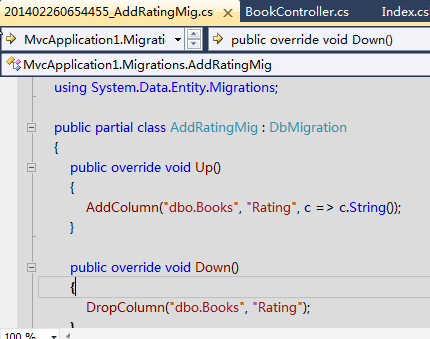 201402260654455_AddRatingMig.cs BookController.cs Index.cs
MvcApplication1.Migrati public override void Down()
MvcApplication1.Migrations.AddRatingMig
using System.Data.Entity.Migrations;
public partial class AddRatingMig : DbMigration
{
public override void Up()
{
AddColumn("dbo.Books", "Rating", c => c.String());
}
public override void Down()
{
DropColumn("dbo.Books", "Rating");
}
100 %